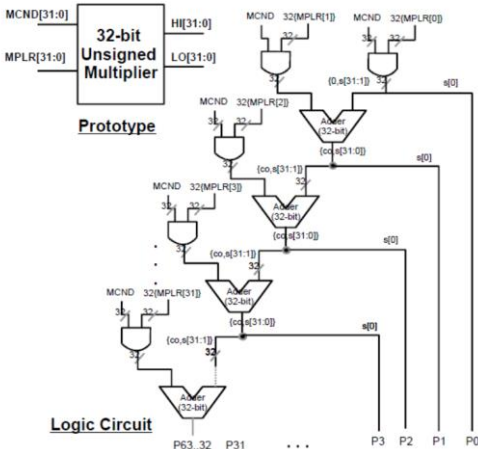 MCND[31:0]
32-bit
Unsigned
Multiplier
HI[31:0]
MPLR[31:0]
LO[31:0]
Prototype
MCND 32{MPLR[1]} MCND 32{MPLR[0]}
32 32 32 32
32 {0,s[31:1]} 32 s[0]
MCND 32{MPLR[2]}
Adder
(32-bit)
32 32
{co,s[31:0]}
32 {co,s[31:1]} s[0]
32
MCND 32{MPLR[3]}
Adder
(32-bit)
32 32
{co,s[31:0]}
32 {co,s[31:1]} s[0]
32
MCND 32{MPLR[31]}
Adder
(32-bit)
32 32
{co,s[31:0]}
32 {co,s[31:1]} s[0]
32
Adder
(32-bit)
Logic Circuit
P63..32 P31 . . . P3 P2 P1 P0